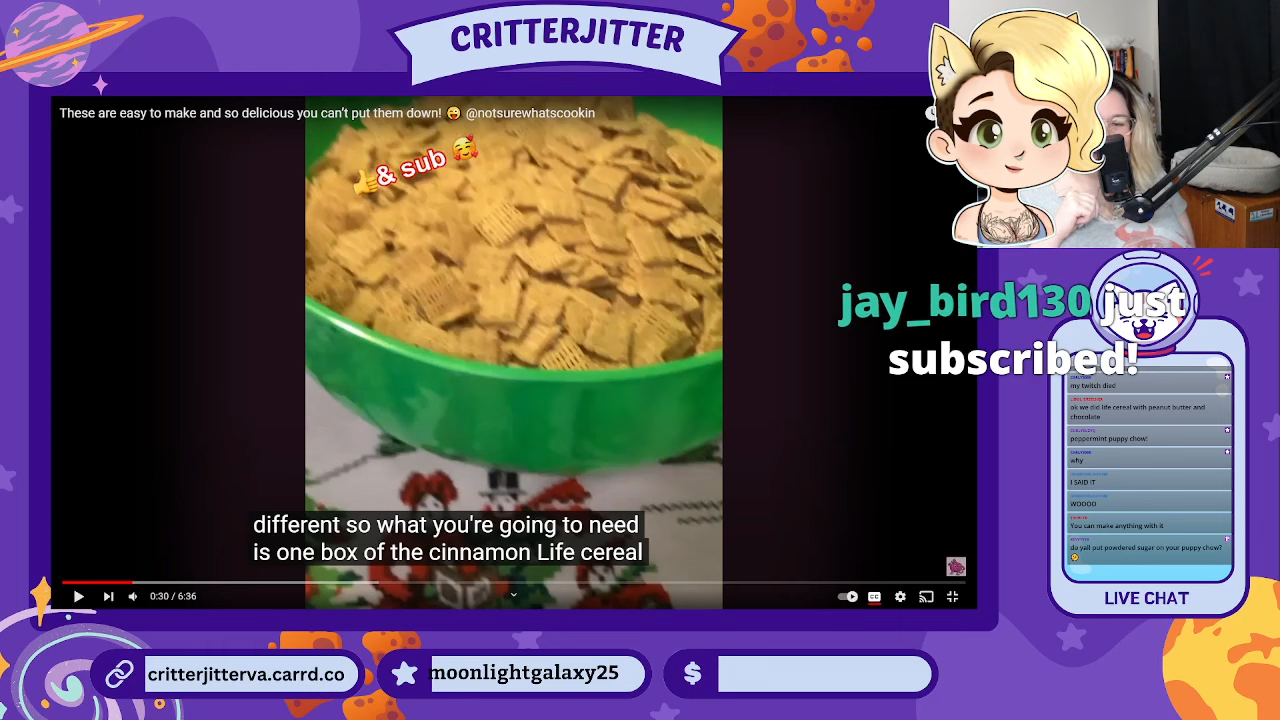 CRITTERJITTER
These are easy to make and so delicious you can't put them down! 😜 @notsurewhatscookin
👍& sub 🥰
jay_bird130 just
subscribed!
my twitch died
ok we did life cereal with peanut butter and
chocolate
peppermint puppy chow!
why
I SAID IT
WOOOO
You can make anything with it
do yall put powdered sugar on your puppy chow?
different so what you're going to need
is one box of the cinnamon Life cereal
0:30 / 6:36
CC
LIVE CHAT
critterjitterva.carrd.co
moonlightgalaxy25
$